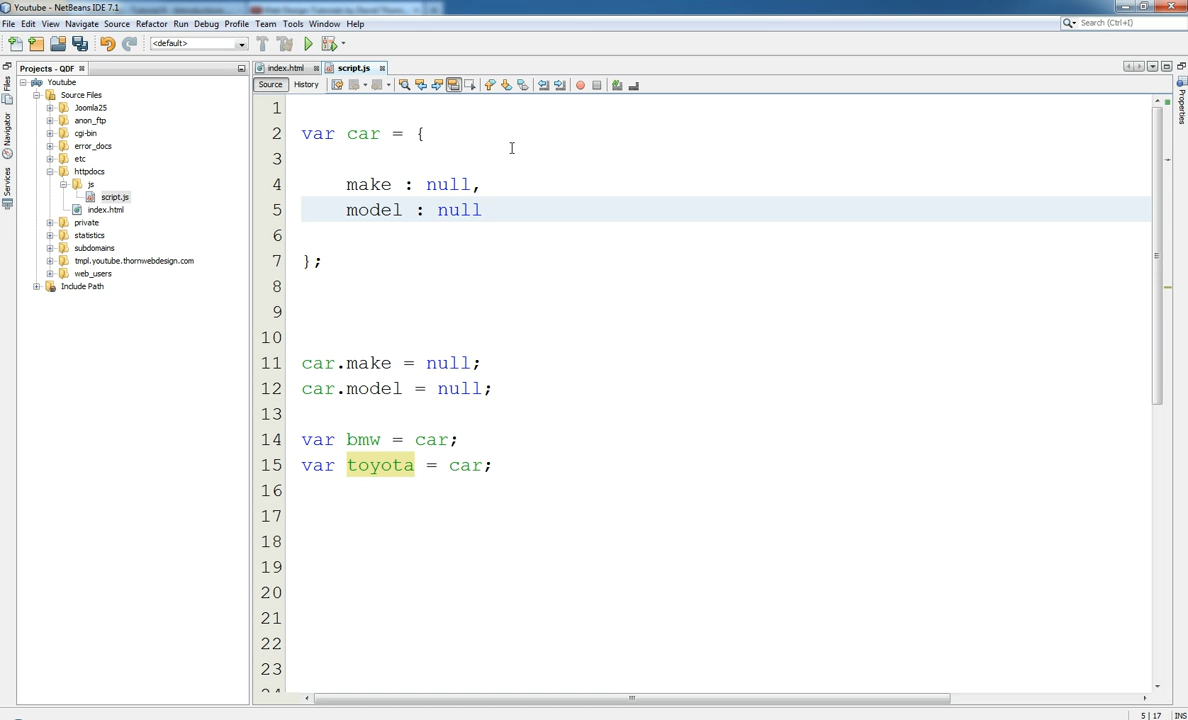 Youtube - NetBeans IDE 7.1
File Edit View Navigate Source Refactor Run Debug Profile Team Tools Window Help
Search (Ctrl+I)
<default>
Projects - QDF
index.html
script.js
Source History
Files
Navigator
Services
Properties
Youtube
Source Files
Joomla25
anon_ftp
cgi-bin
error_docs
etc
httpdocs
js
script.js
index.html
private
statistics
subdomains
tmpl.youtube.thornwebdesign.com
web_users
Include Path
1
2 var car = {
3
4 make : null,
5 model : null
6
7 };
8
9
10
11 car.make = null;
12 car.model = null;
13
14 var bmw = car;
15 var toyota = car;
16
17
18
19
20
21
22
23
5 | 17 INS